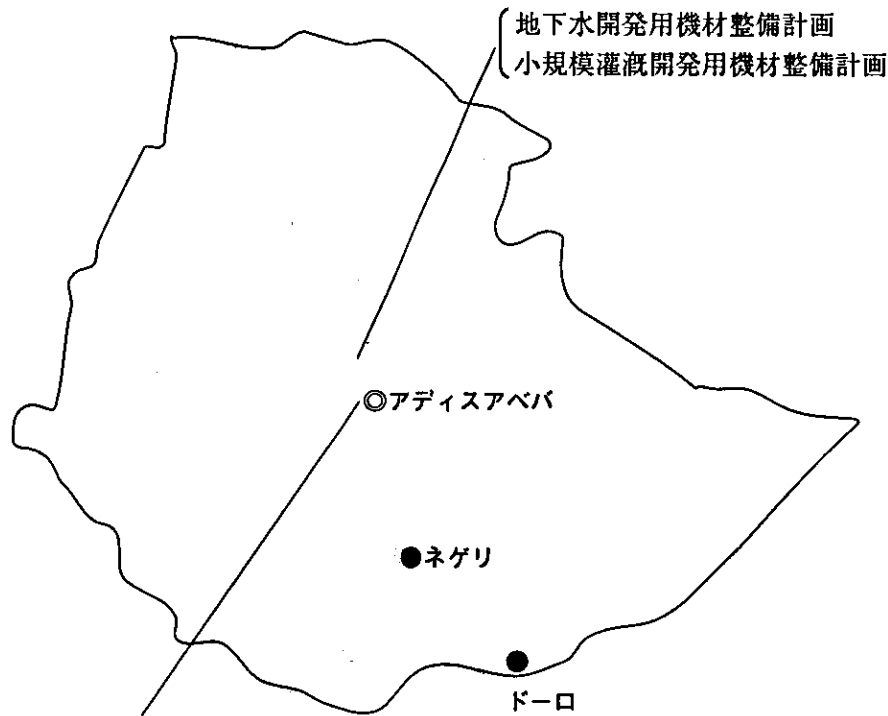 地下水開発用機材整備計画
小規模灌漑開発用機材整備計画
アディスアベバ
ネゲリ
ドーロ